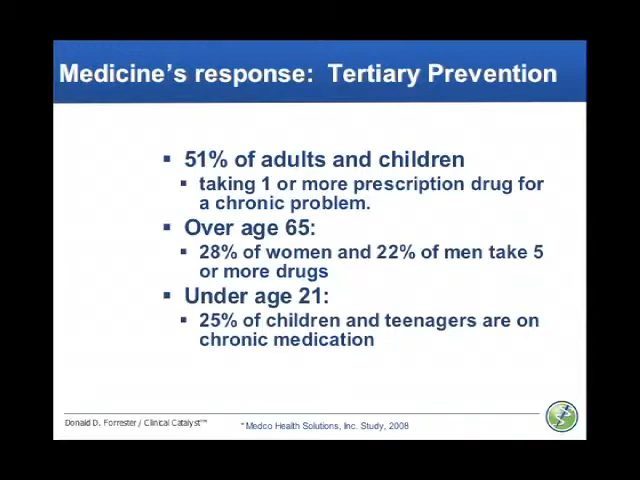 Medicine's response:  Tertiary Prevention
▪ 51% of adults and children
▪ taking 1 or more prescription drug for
a chronic problem.
▪ Over age 65:
▪ 28% of women and 22% of men take 5
or more drugs
▪ Under age 21:
▪ 25% of children and teenagers are on
chronic medication
Donald D. Forrester / Clinical Catalyst™
*Medco Health Solutions, Inc. Study, 2008